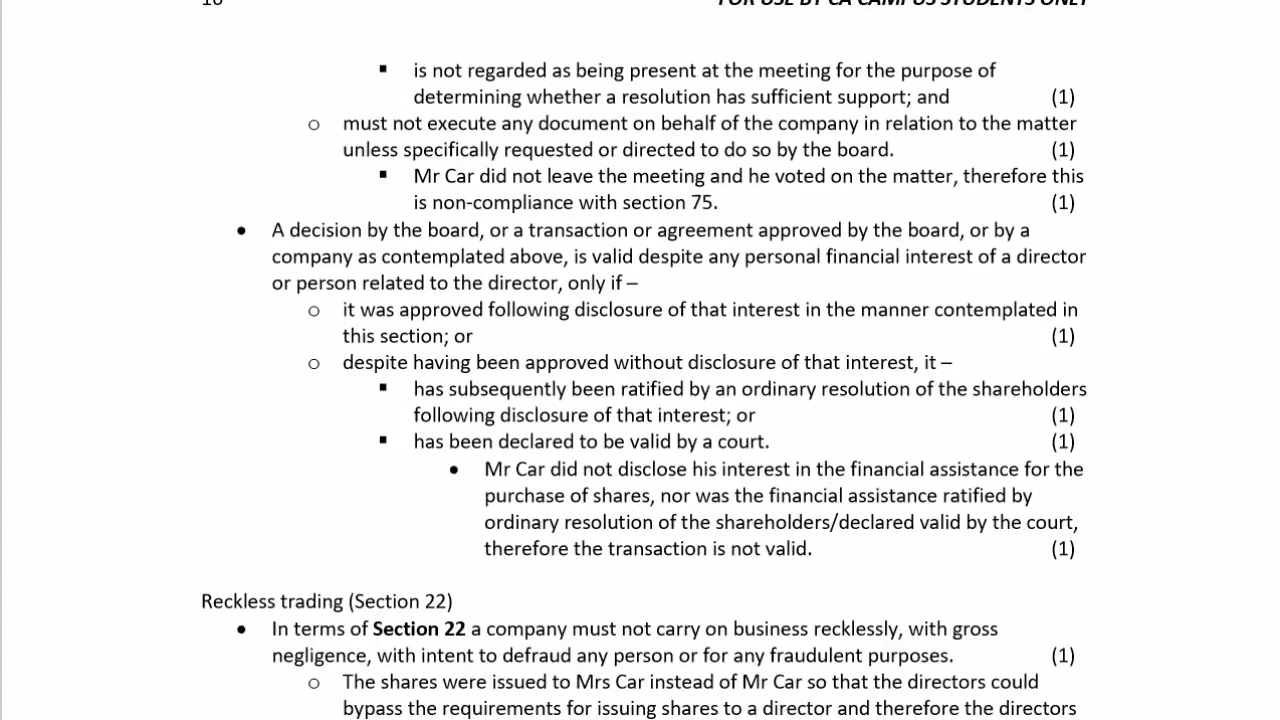 10 FOR USE BY CA CAMPUS STUDENTS ONLY
▪ is not regarded as being present at the meeting for the purpose of
determining whether a resolution has sufficient support; and (1)
o must not execute any document on behalf of the company in relation to the matter
unless specifically requested or directed to do so by the board. (1)
▪ Mr Car did not leave the meeting and he voted on the matter, therefore this
is non-compliance with section 75. (1)
• A decision by the board, or a transaction or agreement approved by the board, or by a
company as contemplated above, is valid despite any personal financial interest of a director
or person related to the director, only if –
o it was approved following disclosure of that interest in the manner contemplated in
this section; or (1)
o despite having been approved without disclosure of that interest, it –
▪ has subsequently been ratified by an ordinary resolution of the shareholders
following disclosure of that interest; or (1)
▪ has been declared to be valid by a court. (1)
• Mr Car did not disclose his interest in the financial assistance for the
purchase of shares, nor was the financial assistance ratified by
ordinary resolution of the shareholders/declared valid by the court,
therefore the transaction is not valid. (1)
Reckless trading (Section 22)
• In terms of Section 22 a company must not carry on business recklessly, with gross
negligence, with intent to defraud any person or for any fraudulent purposes. (1)
o The shares were issued to Mrs Car instead of Mr Car so that the directors could
bypass the requirements for issuing shares to a director and therefore the directors